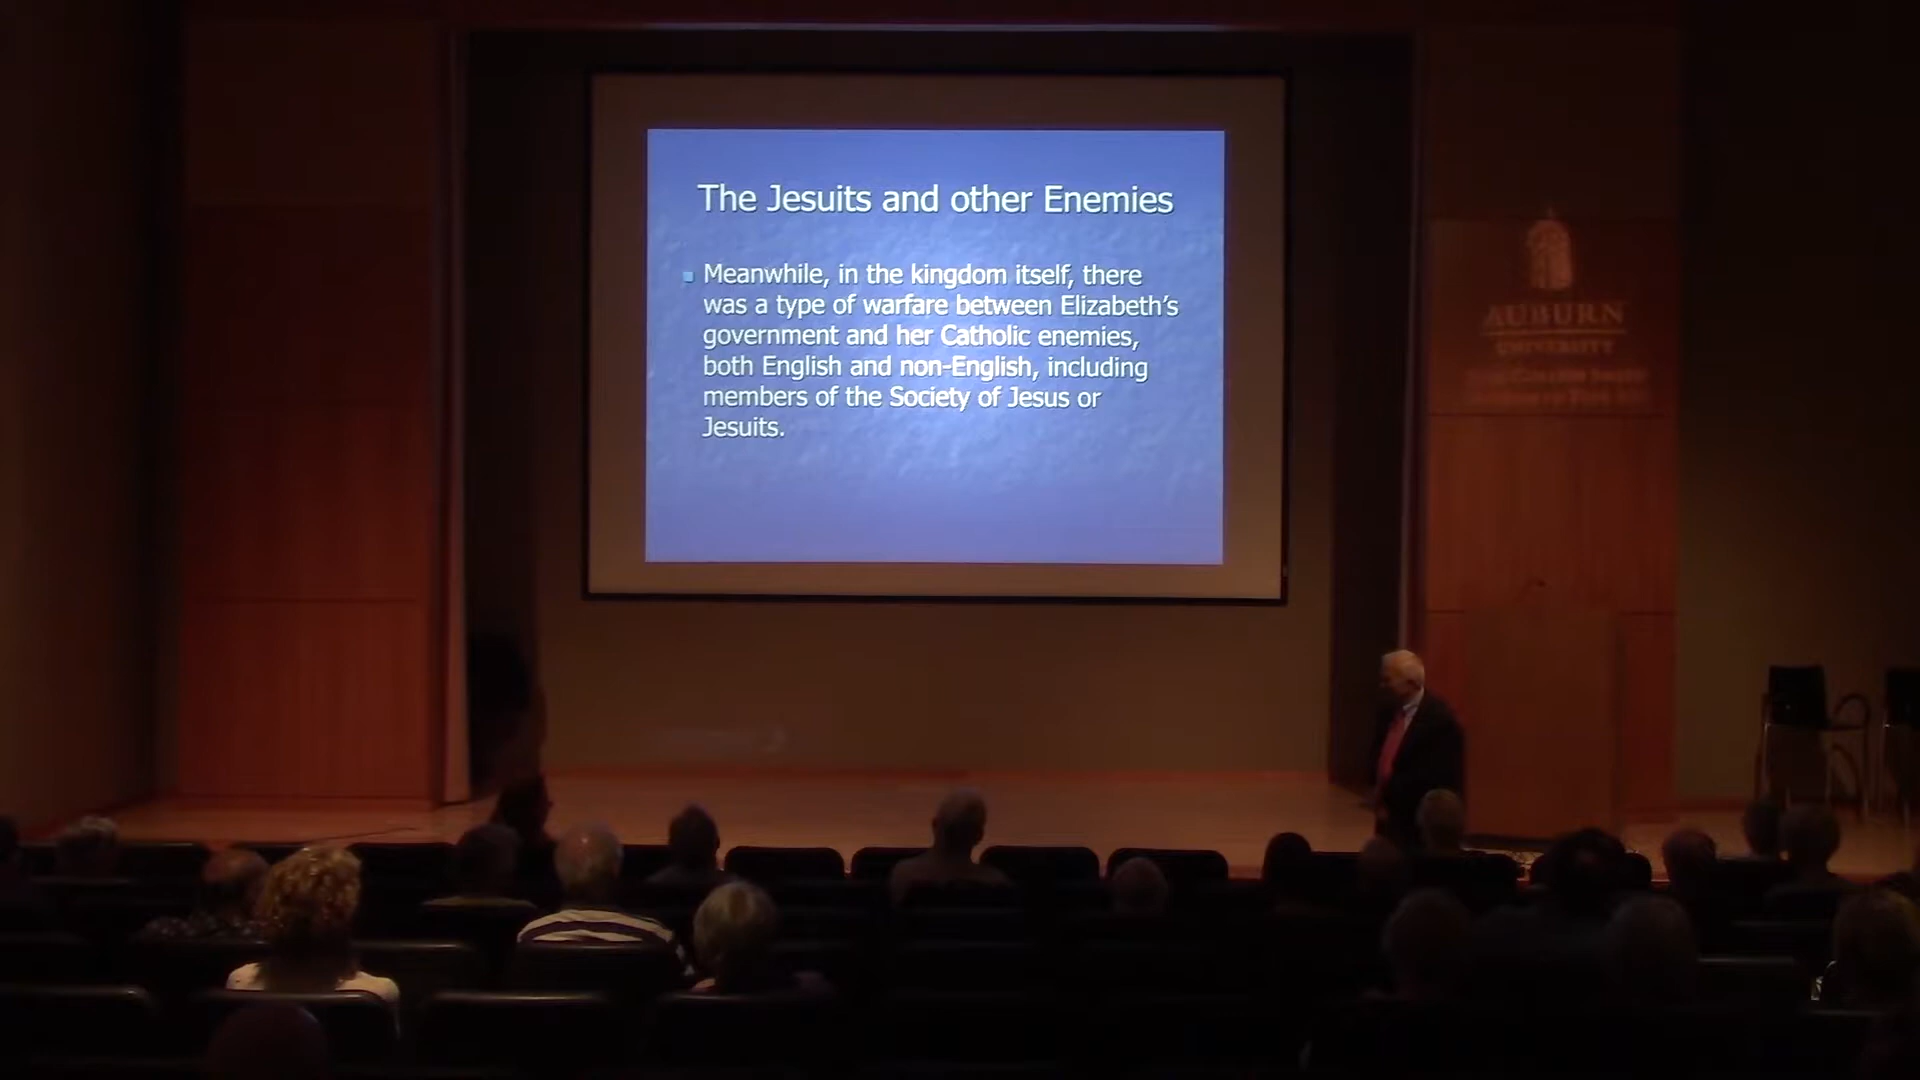 The Jesuits and other Enemies
Meanwhile, in the kingdom itself, there
was a type of warfare between Elizabeth’s
government and her Catholic enemies,
both English and non-English, including
members of the Society of Jesus or
Jesuits.
AUBURN
UNIVERSITY